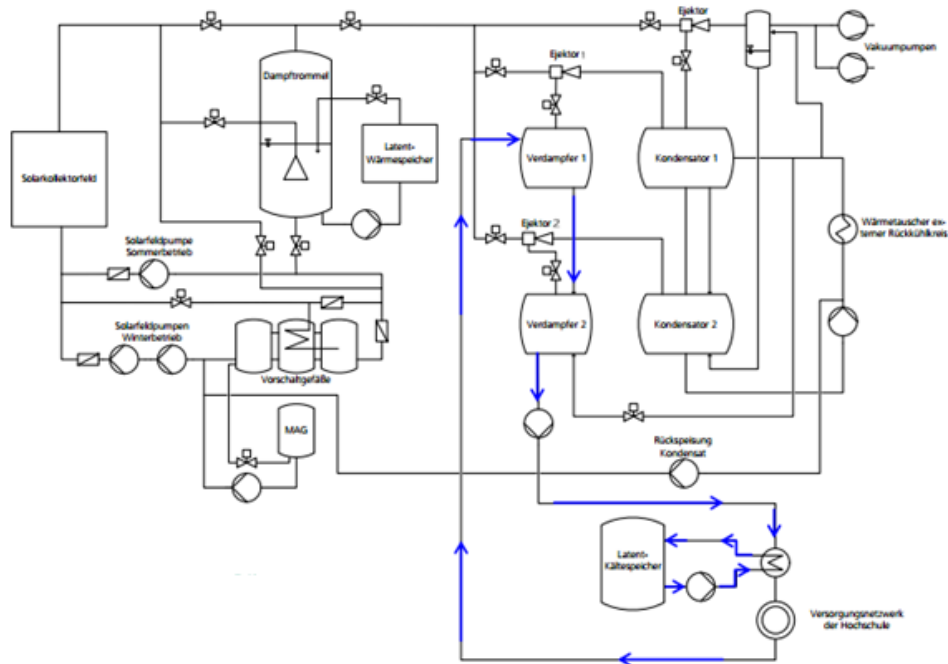 Ejektor
Vakuumpumpen
Ejektor 1
Dampftrommel
Latent-
Wärmespeicher
Verdampfer 1
Kondensator 1
Solarkollektorfeld
Ejektor 2
Wärmetauscher ex-
terner Rückkühlkreis
Solarfeldpumpe
Sommerbetrieb
Solarfeldpumpen
Winterbetrieb
Verdampfer 2
Kondensator 2
Vorschaltgefäße
MAG
Rückspeisung
Kondensat
Latent-
Kältespeicher
Versorgungsnetzwerk
der Hochschule